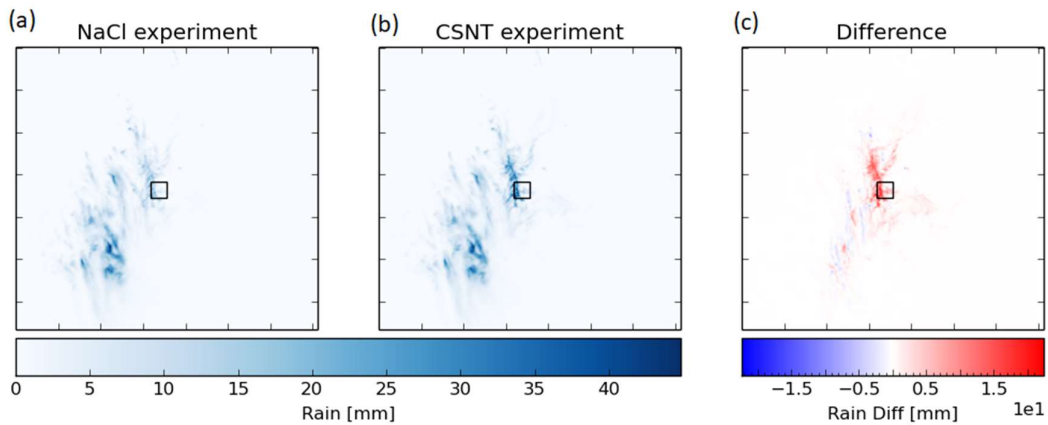 (a)
NaCl experiment
(b)
CSNT experiment
(c)
Difference
0 5 10 15 20 25 30 35 40
Rain [mm]
−1.5 −0.5 0.5 1.5
1e1
Rain Diff [mm]